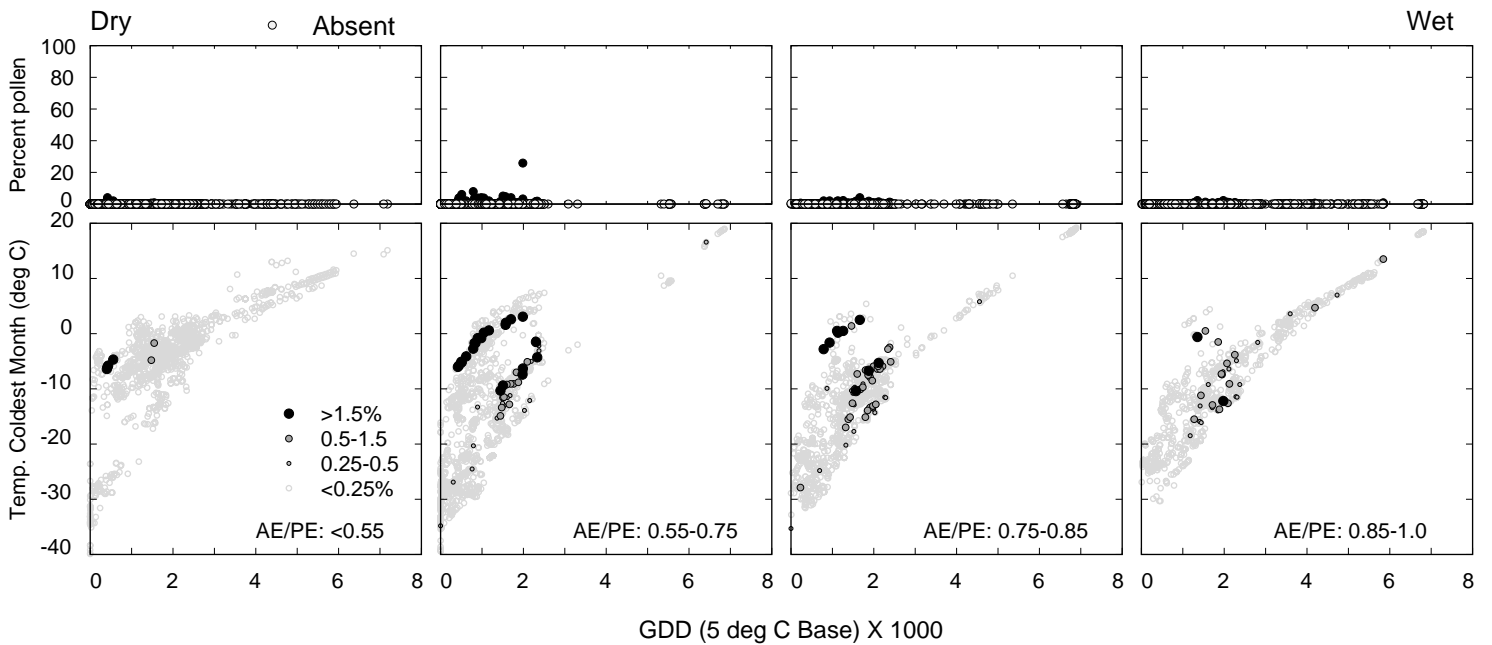 Dry
Absent
Wet
Percent pollen
100
80
60
40
20
0
Temp. Coldest Month (deg C)
20
10
0
-10
-20
-30
-40
>1.5%
0.5-1.5
0.25-0.5
<0.25%
AE/PE: <0.55
AE/PE: 0.55-0.75
AE/PE: 0.75-0.85
AE/PE: 0.85-1.0
0 2 4 6 8 0 2 4 6 8 0 2 4 6 8 0 2 4 6 8
GDD (5 deg C Base) X 1000